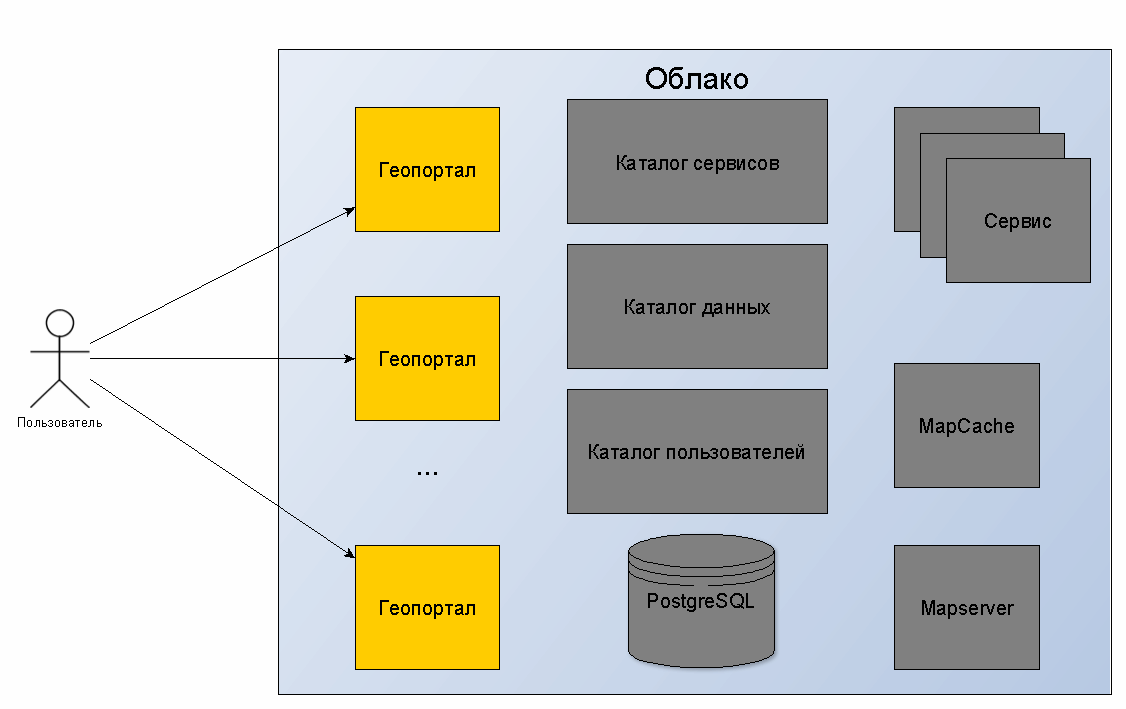 Облако
Геопортал
Каталог сервисов
Сервис
Каталог данных
Геопортал
Пользователь
MapCache
Каталог пользователей
...
PostgreSQL
Геопортал
Mapserver